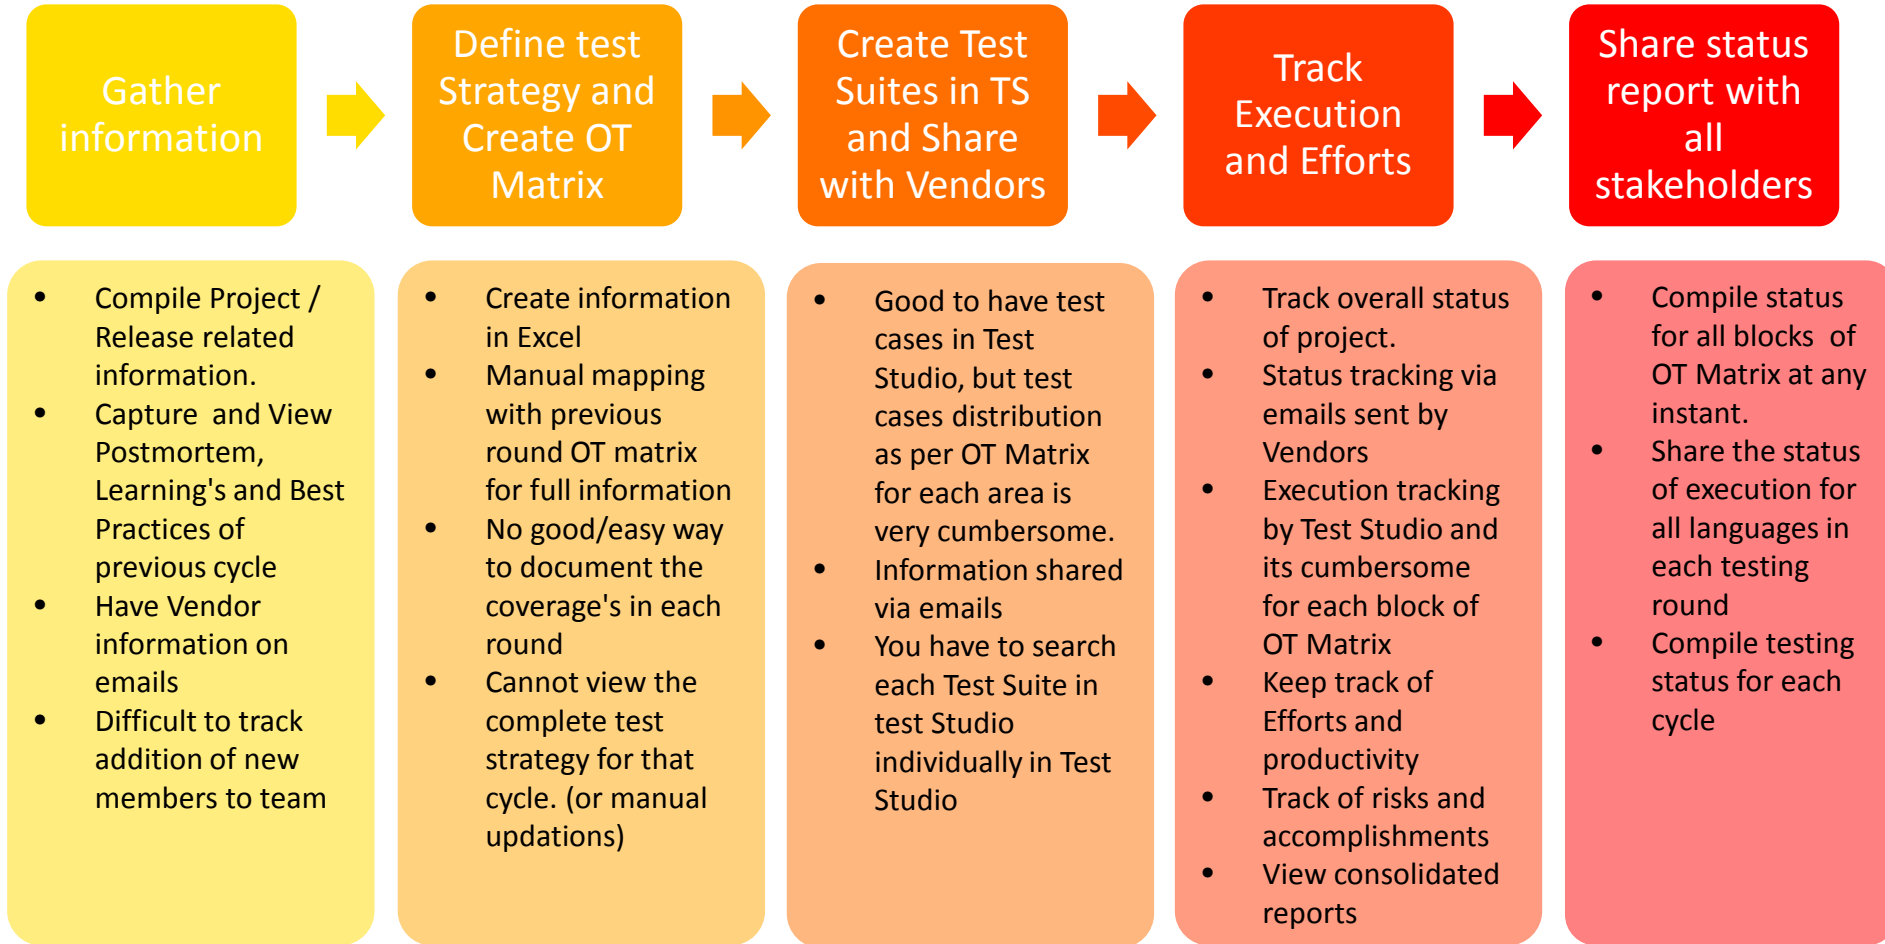 Gather
information
Define test
Strategy and
Create OT
Matrix
Create Test
Suites in TS
and Share
with Vendors
Track
Execution
and Efforts
Share status
report with
all
stakeholders
• Compile Project /
Release related
information.
• Capture and View
Postmortem,
Learning's and Best
Practices of
previous cycle
• Have Vendor
information on
emails
• Difficult to track
addition of new
members to team
• Create information
in Excel
• Manual mapping
with previous
round OT matrix
for full information
• No good/easy way
to document the
coverage's in each
round
• Cannot view the
complete test
strategy for that
cycle. (or manual
updations)
• Good to have test
cases in Test
Studio, but test
cases distribution
as per OT Matrix
for each area is
very cumbersome.
• Information shared
via emails
• You have to search
each Test Suite in
test Studio
individually in Test
Studio
• Track overall status
of project.
• Status tracking via
emails sent by
Vendors
• Execution tracking
by Test Studio and
its cumbersome
for each block of
OT Matrix
• Keep track of
Efforts and
productivity
• Track of risks and
accomplishments
• View consolidated
reports
• Compile status
for all blocks of
OT Matrix at any
instant.
• Share the status
of execution for
all languages in
each testing
round
• Compile testing
status for each
cycle